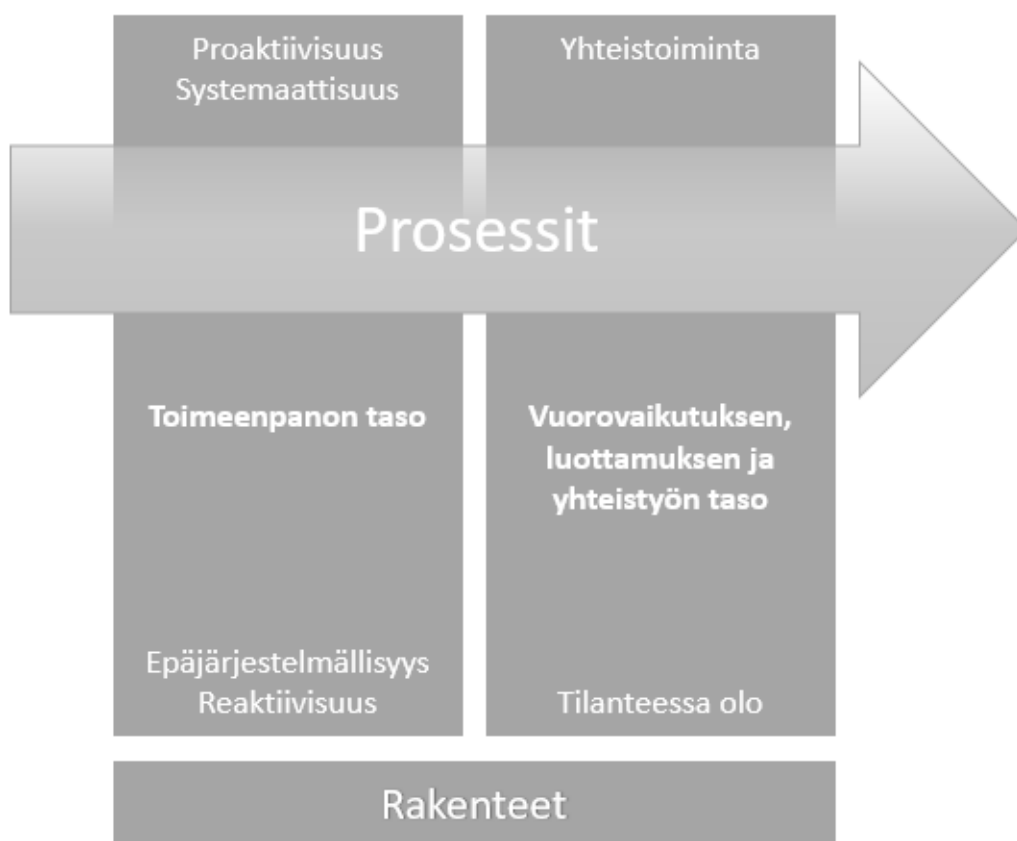 Proaktiivisuus
Systemaattisuus
Yhteistoiminta
Prosessit
Toimeenpanon taso
Vuorovaikutuksen,
luottamuksen ja
yhteistyön taso
Epäjärjestelmällisyys
Reaktiivisuus
Tilanteessa olo
Rakenteet